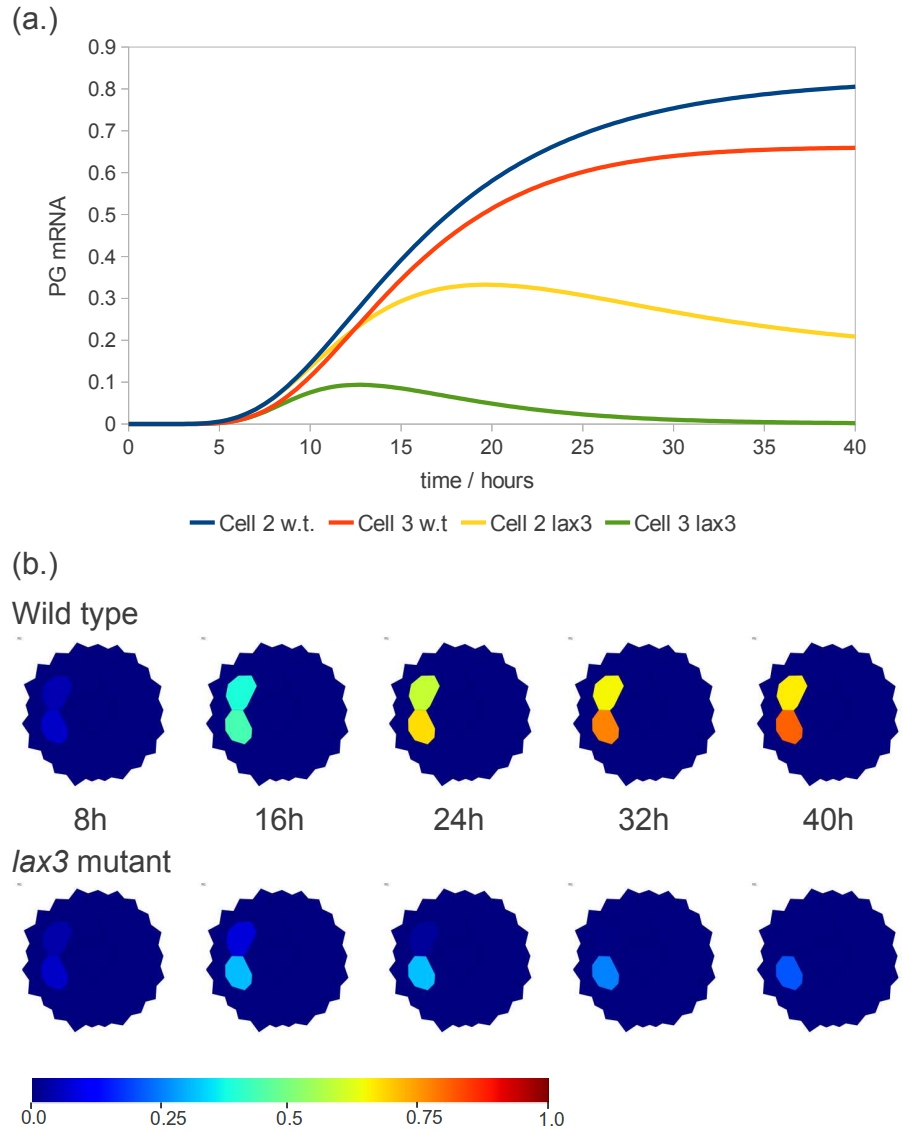 (a.)
0.9
0.8
0.7
0.6
0.5
0.4
0.3
0.2
0.1
0
PG mRNA
0 5 10 15 20 25 30 35 40
time / hours
Cell 2 w.t. Cell 3 w.t Cell 2 lax3 Cell 3 lax3
(b.)
Wild type
8h 16h 24h 32h 40h
lax3 mutant
0.0 0.25 0.5 0.75 1.0